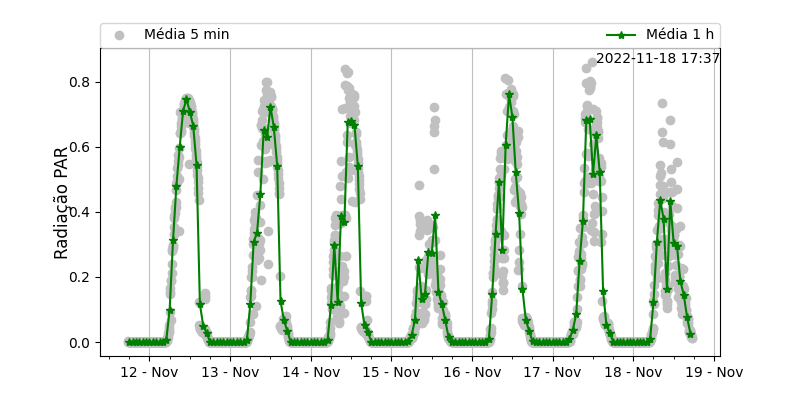 Média 5 min
Média 1 h
2022-11-18 17:37
Radiação PAR
0.8
0.6
0.4
0.2
0.0
12 - Nov
13 - Nov
14 - Nov
15 - Nov
16 - Nov
17 - Nov
18 - Nov
19 - Nov